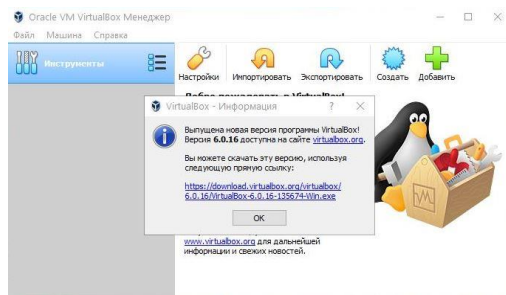 Oracle VM VirtualBox Менеджер
Файл Машина Справка
Инструменты
Настройки Импортировать Экспортировать Создать Добавить
VirtualBox - Информация
Выпущена новая версия программы VirtualBox!
Версия 6.0.16 доступна на сайте virtualbox.org.
Вы можете скачать эту версию, используя
следующую прямую ссылку:
https://download.virtualbox.org/virtualbox/
6.0.16/VirtualBox-6.0.16-135674-Win.exe
OK
www.virtualbox.org для дальнейшей
информации и свежих новостей.